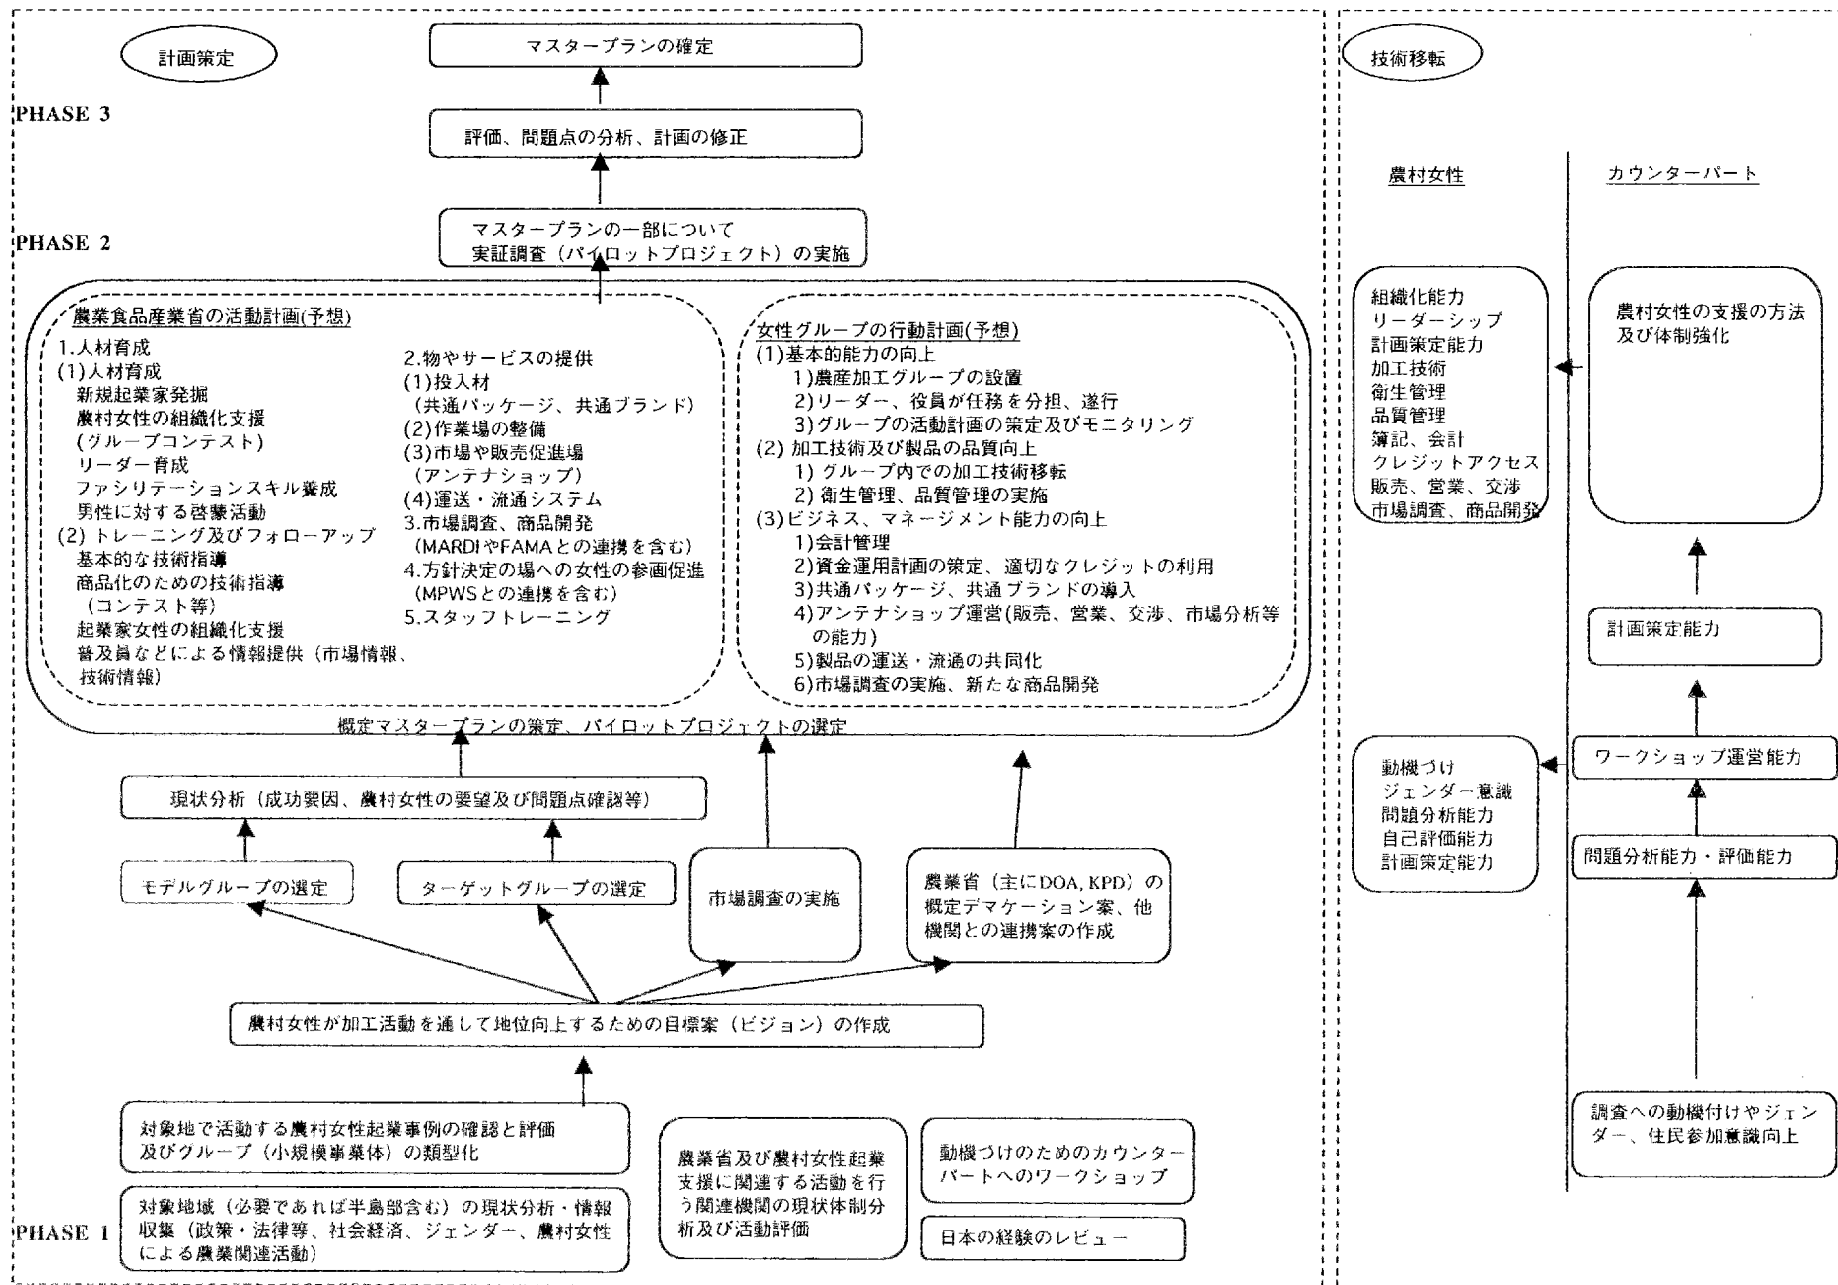 計画策定
マスタープランの確定
PHASE 3
評価、問題点の分析、計画の修正
PHASE 2
マスタープランの一部について
実証調査（パイロットプロジェクト）の実施
農業食品産業省の活動計画(予想)
1.人材育成
(1)人材育成
新規起業家発掘
農村女性の組織化支援
(グループコンテスト)
リーダー育成
ファシリテーションスキル養成
男性に対する啓蒙活動
(2)トレーニング及びフォローアップ
基本的な技術指導
商品化のための技術指導
（コンテスト等）
起業家女性の組織化支援
普及員などによる情報提供（市場情報、
技術情報）
2.物やサービスの提供
(1)投入材
（共通パッケージ、共通ブランド）
(2)作業場の整備
(3)市場や販売促進場
（アンテナショップ）
(4)運送・流通システム
3.市場調査、商品開発
（MARDIやFAMAとの連携を含む）
4.方針決定の場への女性の参画促進
（MPWSとの連携を含む）
5.スタッフトレーニング
女性グループの行動計画(予想)
(1)基本的能力の向上
1)農産加工グループの設置
2)リーダー、役員が任務を分担、遂行
3)グループの活動計画の策定及びモニタリング
(2) 加工技術及び製品の品質向上
1) グループ内での加工技術移転
2) 衛生管理、品質管理の実施
(3)ビジネス、マネージメント能力の向上
1)会計管理
2)資金運用計画の策定、適切なクレジットの利用
3)共通パッケージ、共通ブランドの導入
4)アンテナショップ運営(販売、営業、交渉、市場分析等
の能力)
5)製品の運送・流通の共同化
6)市場調査の実施、新たな商品開発
概定マスタープランの策定、パイロットプロジェクトの選定
現状分析（成功要因、農村女性の要望及び問題点確認等）
モデルグループの選定
ターゲットグループの選定
市場調査の実施
農業省（主にDOA, KPD）の
概定デマケーション案、他
機関との連携案の作成
農村女性が加工活動を通して地位向上するための目標案（ビジョン）の作成
対象地で活動する農村女性起業事例の確認と評価
及びグループ（小規模事業体）の類型化
PHASE 1
対象地域（必要であれば半島部含む）の現状分析・情報
収集（政策・法律等、社会経済、ジェンダー、農村女性
による農業関連活動）
農業省及び農村女性起業
支援に関連する活動を行
う関連機関の現状体制分
析及び活動評価
動機づけのためのカウンター
パートへのワークショップ
日本の経験のレビュー
技術移転
農村女性
カウンターパート
組織化能力
リーダーシップ
計画策定能力
加工技術
衛生管理
品質管理
簿記、会計
クレジットアクセス
販売、営業、交渉
市場調査、商品開発
農村女性の支援の方法
及び体制強化
計画策定能力
動機づけ
ジェンダー意識
問題分析能力
自己評価能力
計画策定能力
ワークショップ運営能力
問題分析能力・評価能力
調査への動機付けやジェン
ダー、住民参加意識向上